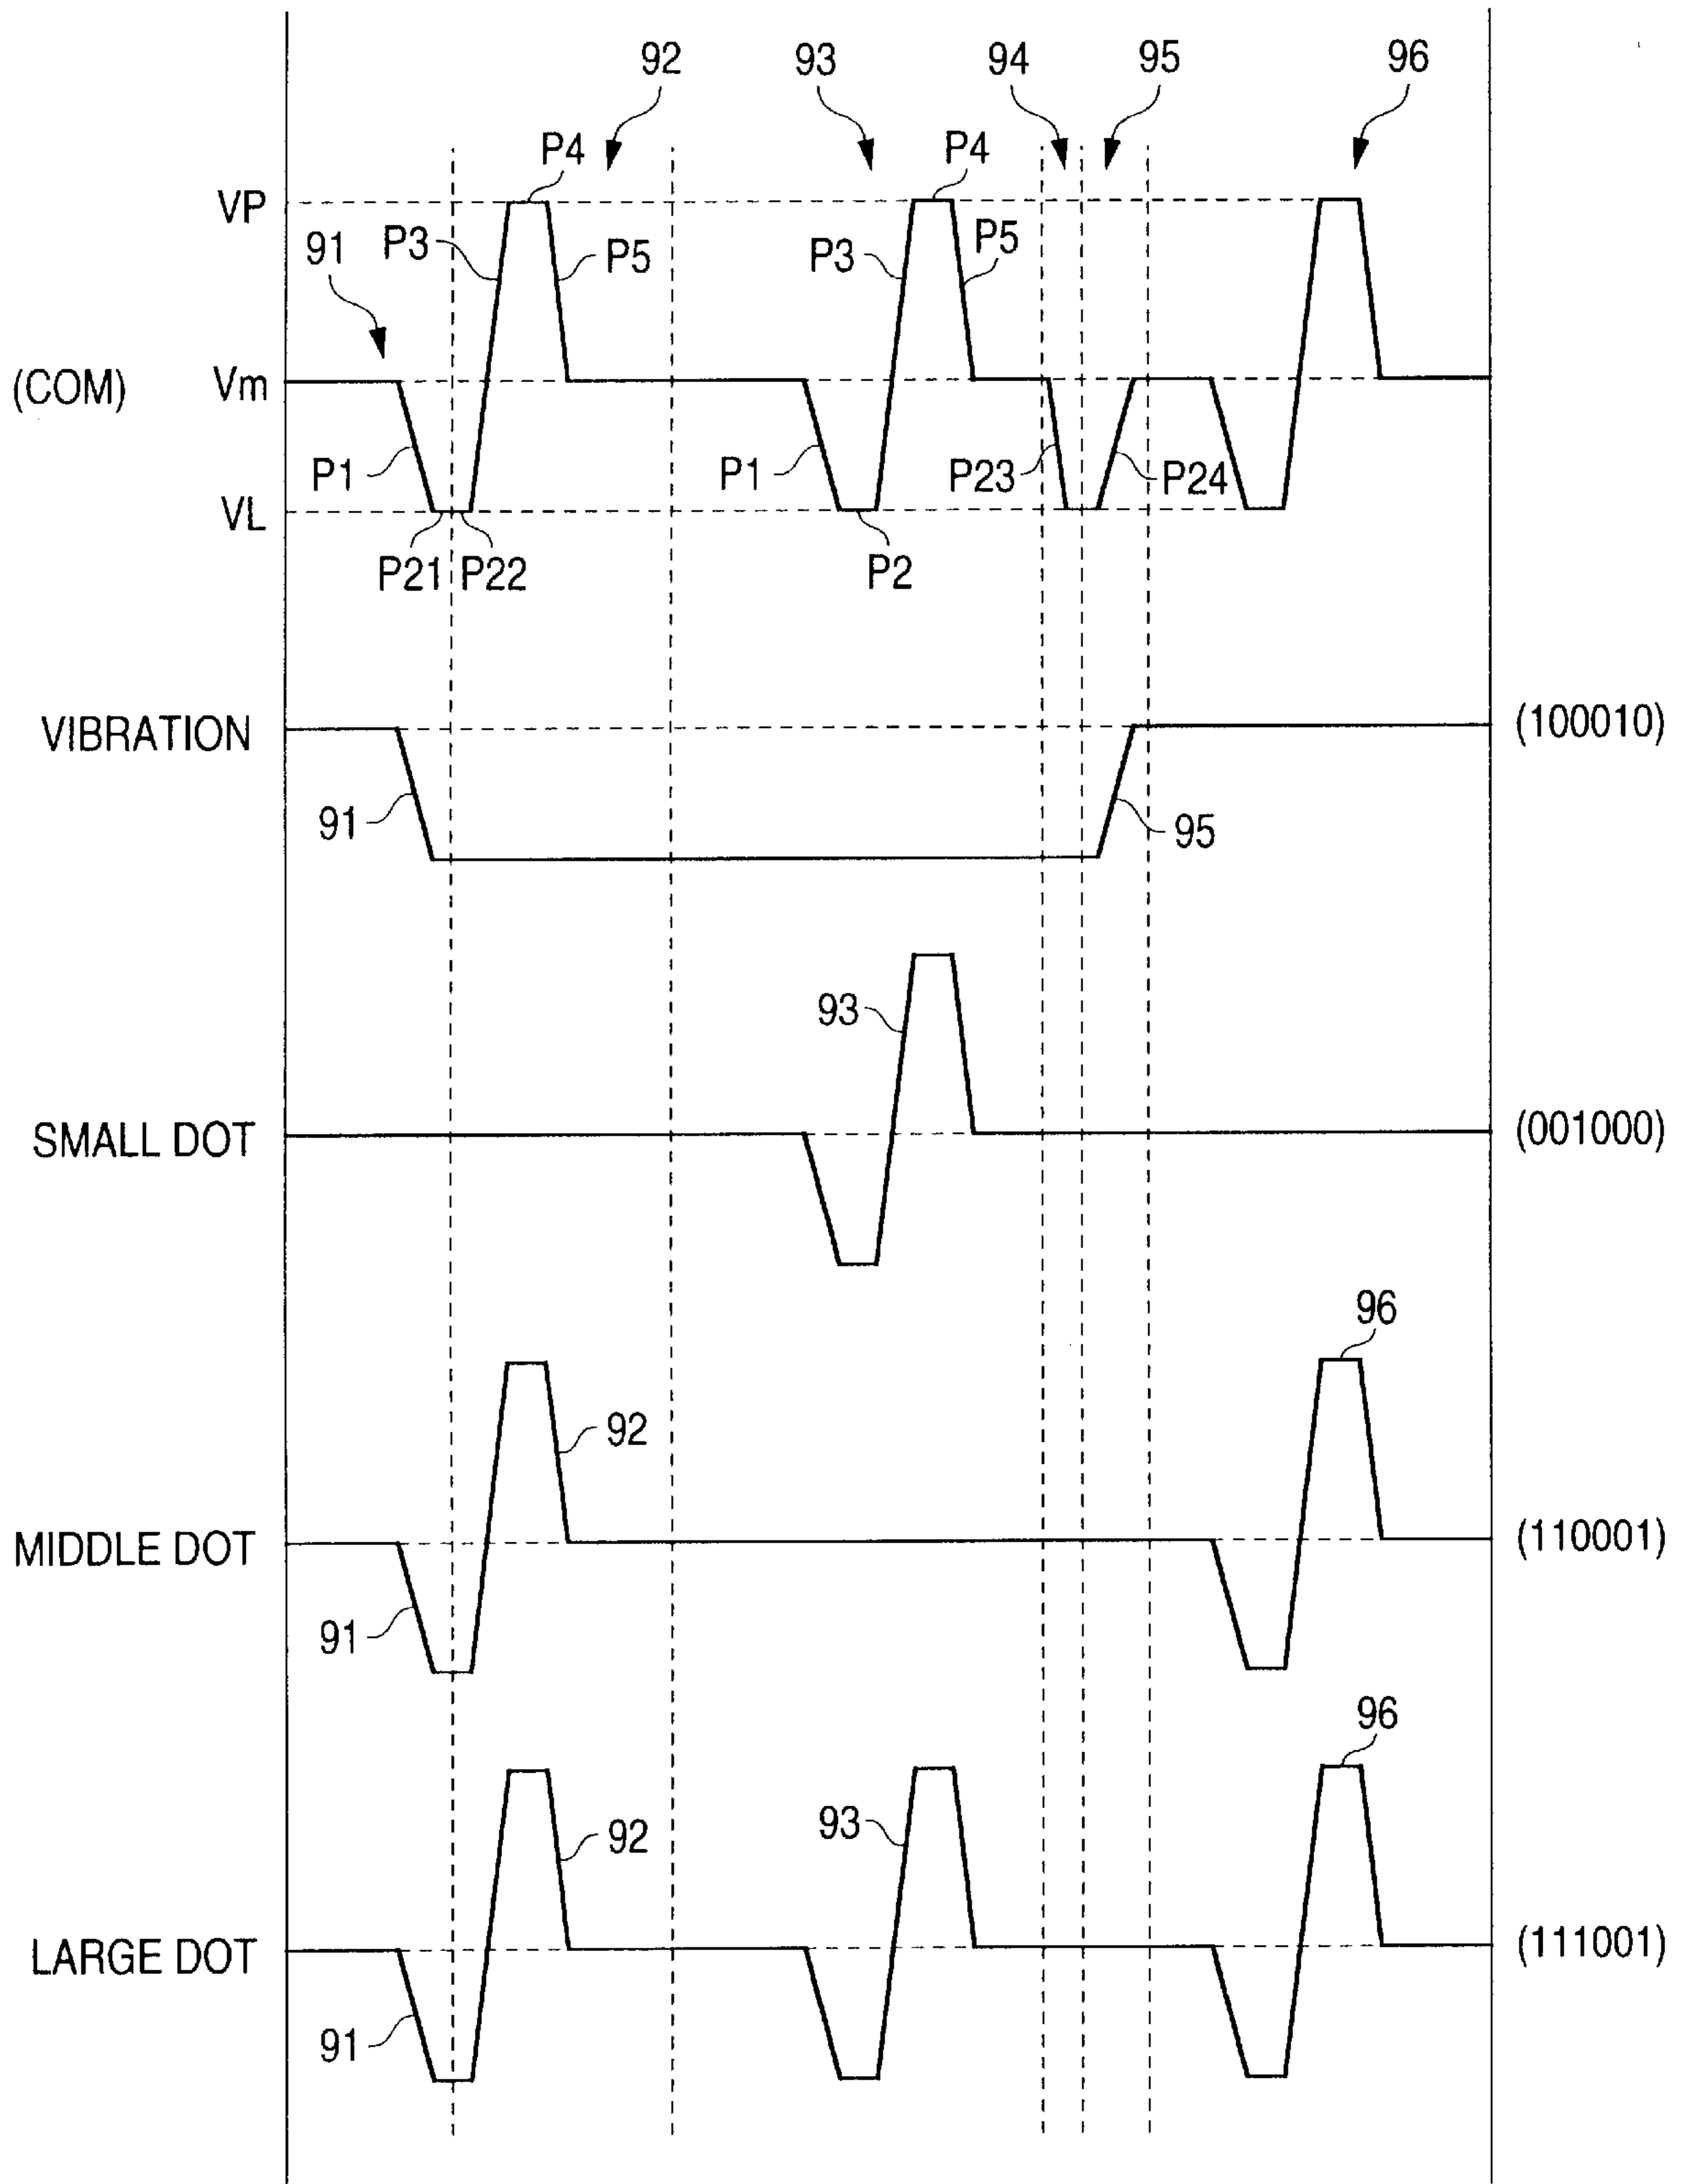 92 93 94 95 96
P4 P4
VP
91 P3 P5 P3 P5
(COM) Vm
P1 P1 P23 P24
VL
P21 P22 P2
VIBRATION (100010)
91 95
93
SMALL DOT (001000)
96
92
MIDDLE DOT (110001)
91
96
92 93
LARGE DOT (111001)
91